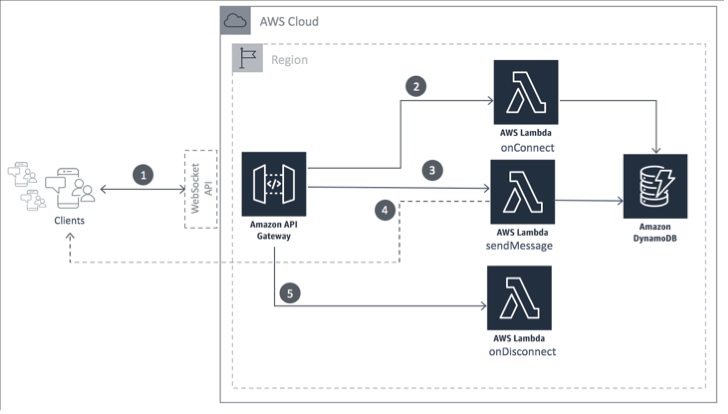 AWS Cloud
Region
2
AWS Lambda
onConnect
1
WebSocket
API
3
Clients
Amazon API
Gateway
4
AWS Lambda
sendMessage
Amazon
DynamoDB
5
AWS Lambda
onDisconnect